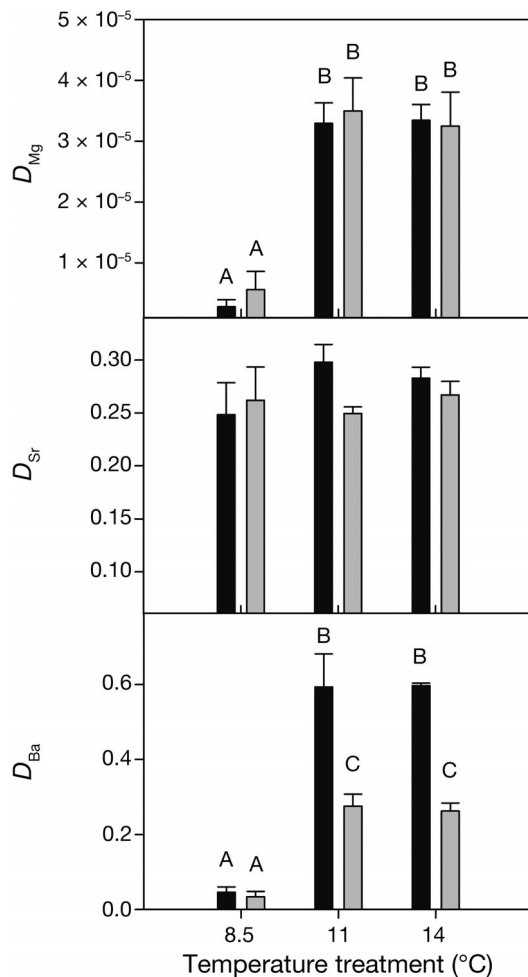 5 × 10⁻⁵
B
B
B
B
4 × 10⁻⁵
3 × 10⁻⁵
D_Mg
2 × 10⁻⁵
A
A
1 × 10⁻⁵
0.30
0.25
D_Sr
0.20
0.15
0.10
B
B
0.6
C
C
D_Ba
0.4
0.2
A
A
0.0
8.5 11 14
Temperature treatment (°C)